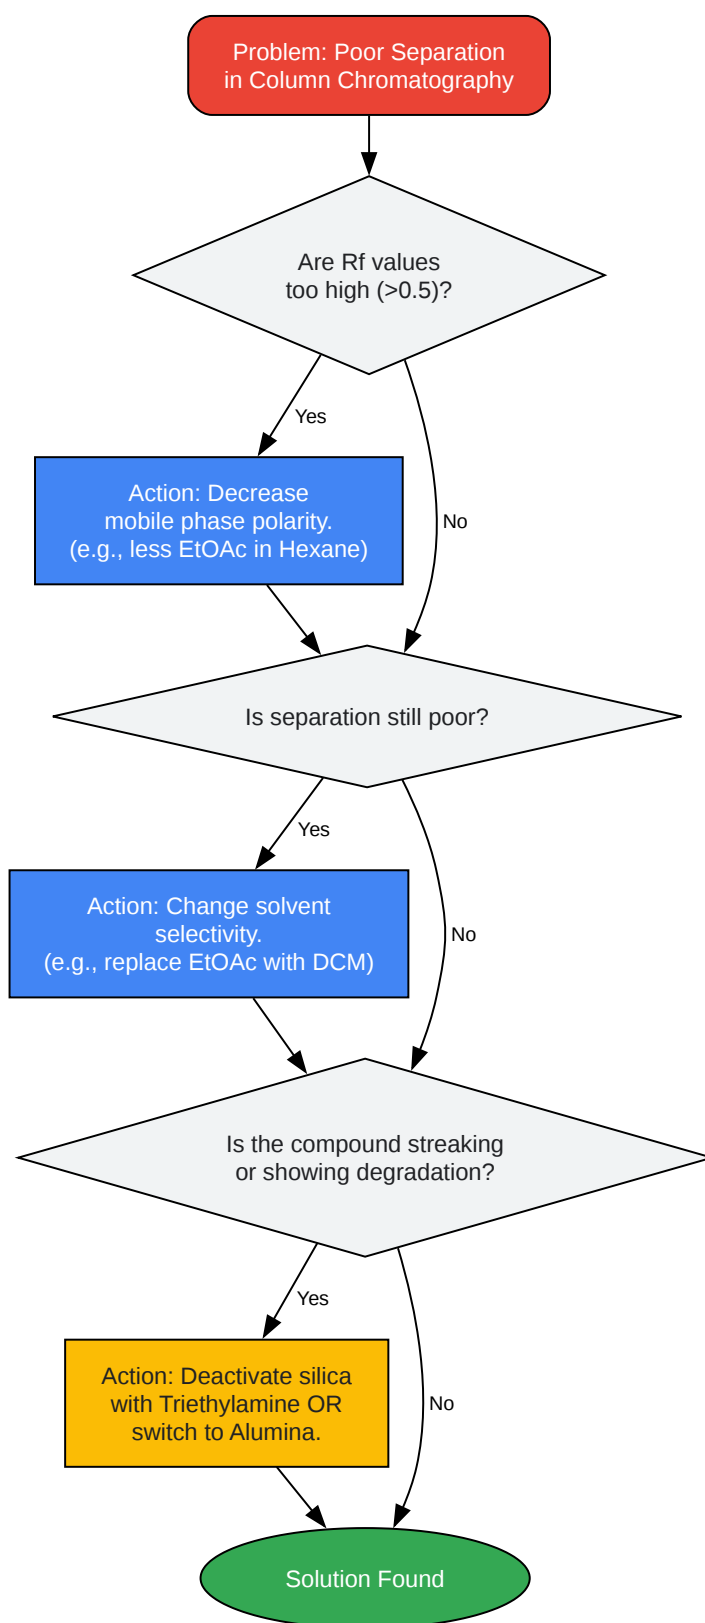 Problem: Poor Separation
in Column Chromatography
Are Rf values
too high (>0.5)?
Yes
No
Action: Decrease
mobile phase polarity.
(e.g., less EtOAc in Hexane)
Is separation still poor?
Yes
No
Action: Change solvent
selectivity.
(e.g., replace EtOAc with DCM)
Is the compound streaking
or showing degradation?
Yes
No
Action: Deactivate silica
with Triethylamine OR
switch to Alumina.
Solution Found